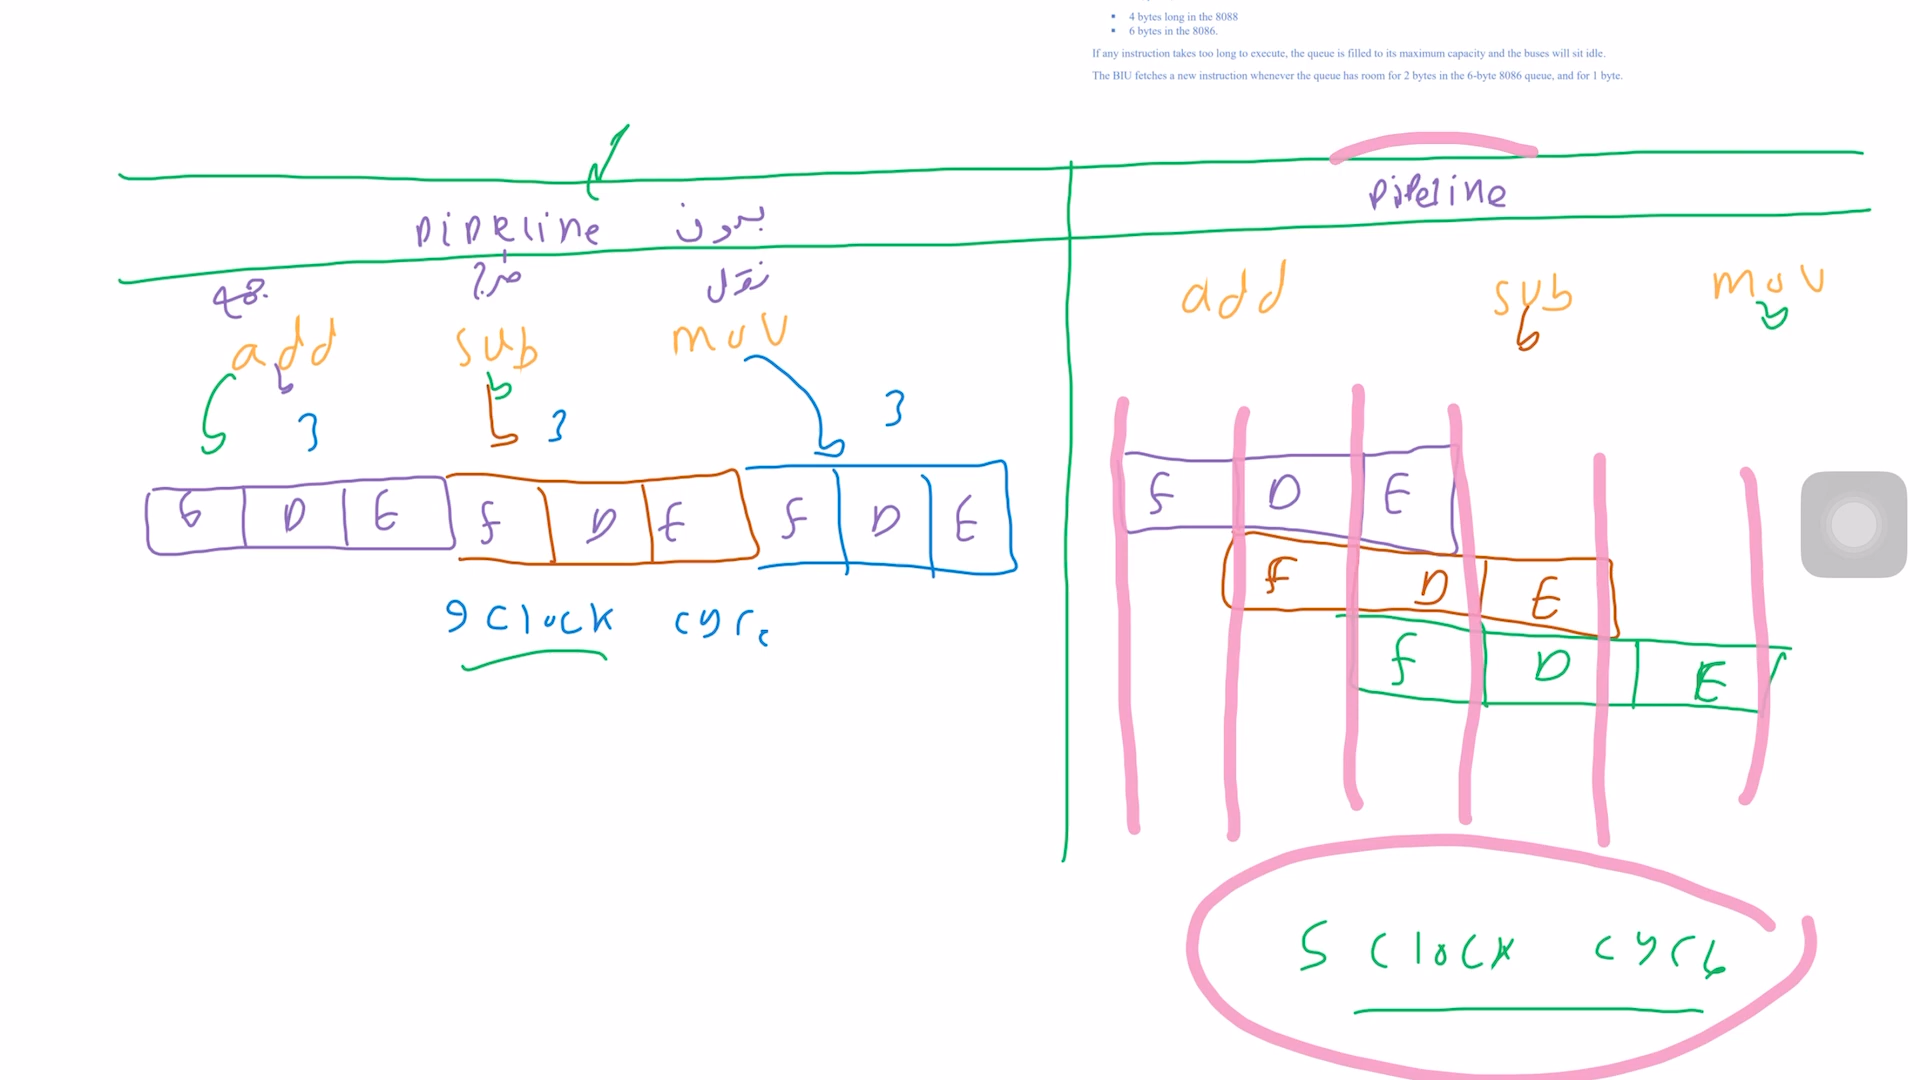 ▪ 4 bytes long in the 8088
▪ 6 bytes in the 8086.
If any instruction takes too long to execute, the queue is filled to its maximum capacity and the buses will sit idle.
The BIU fetches a new instruction whenever the queue has room for 2 bytes in the 6-byte 8086 queue, and for 1 byte.
بدون pipeline
جمع طرح نقل
add sub mov
3 3 3
F D E F D E F D E
9 clock
pipeline
add sub mov
F D E
F D E
F D E
5 clock